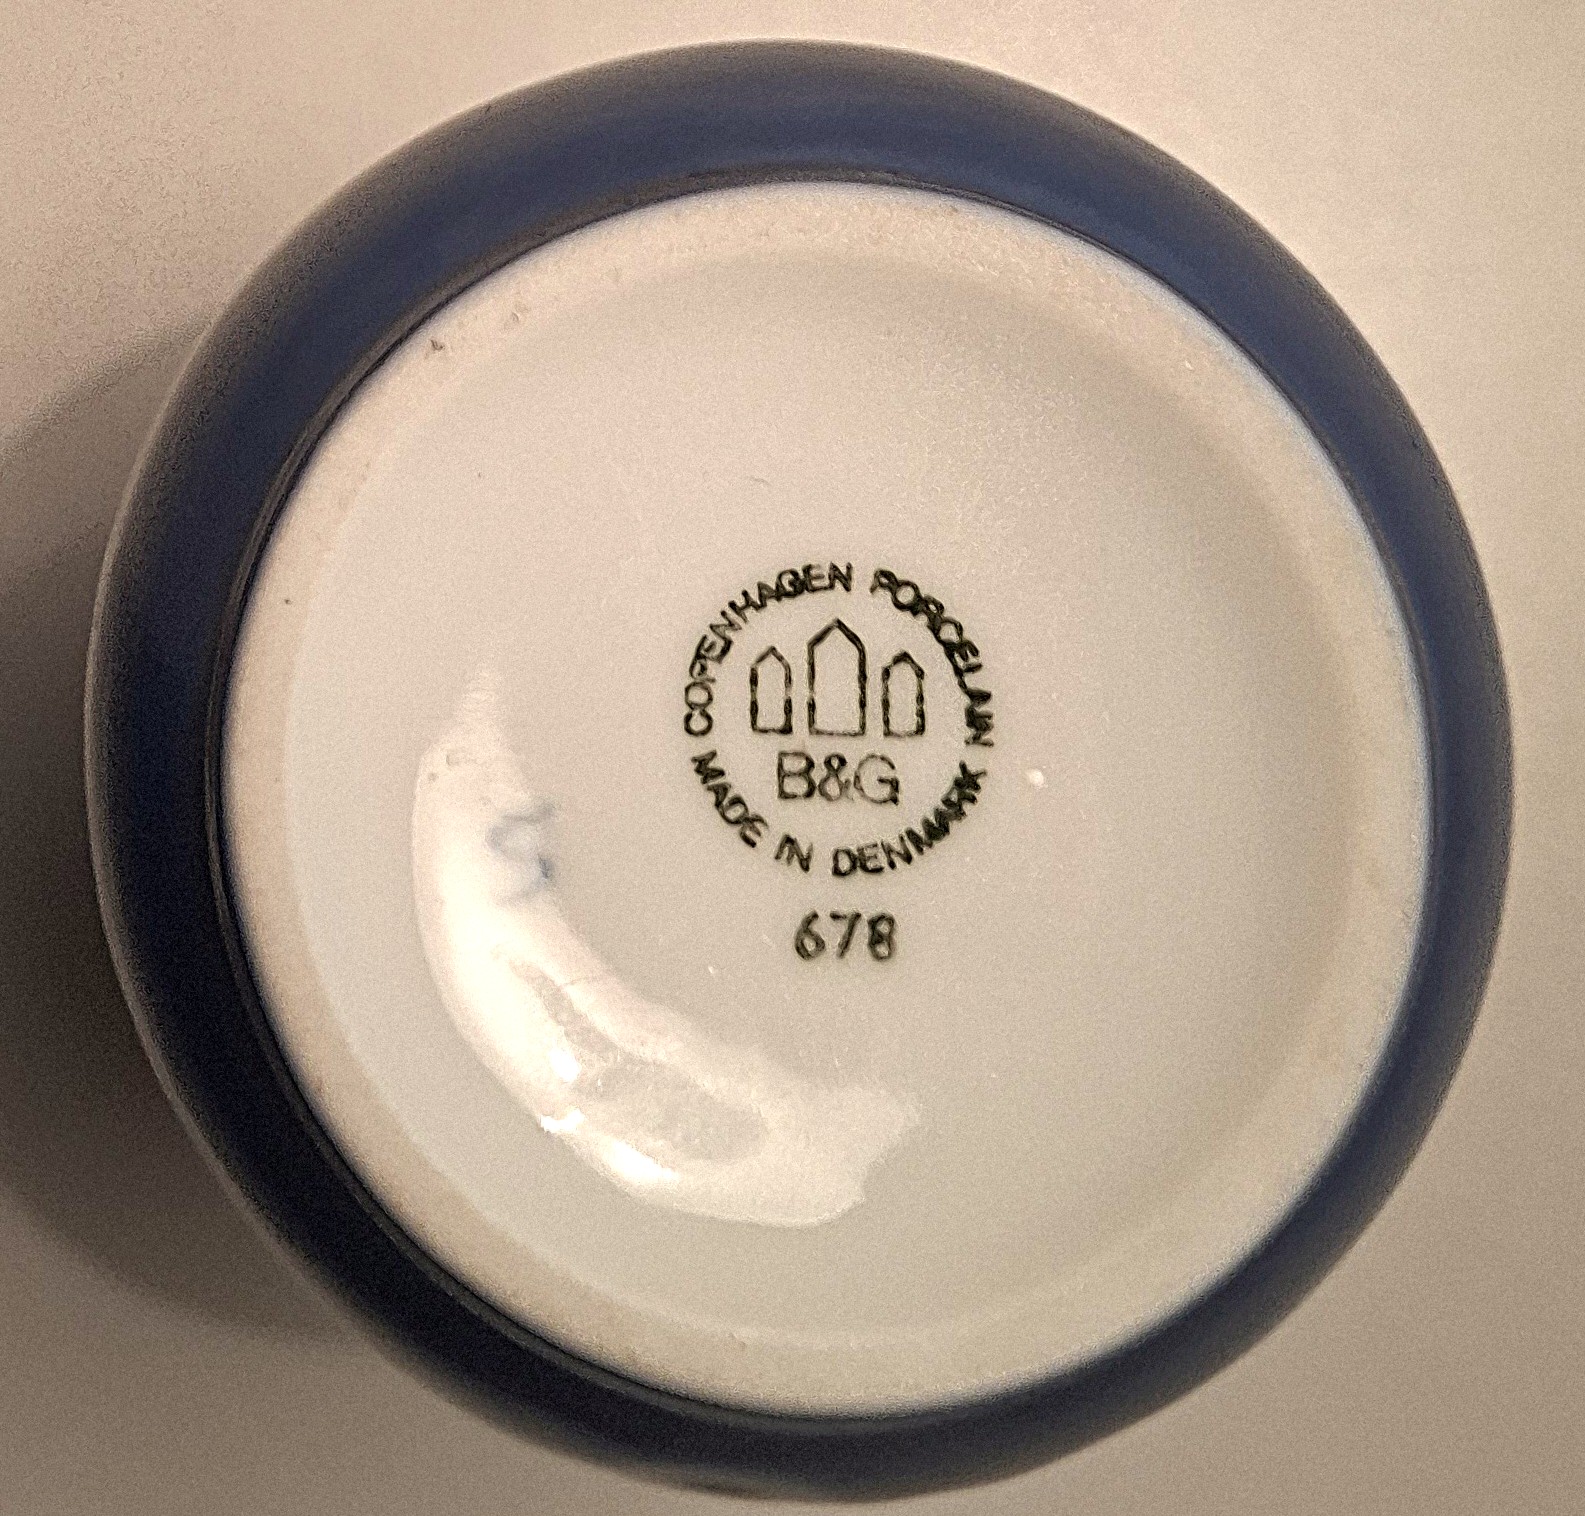 COPENHAGEN PORCELAIN
B&G
MADE IN DENMARK
678